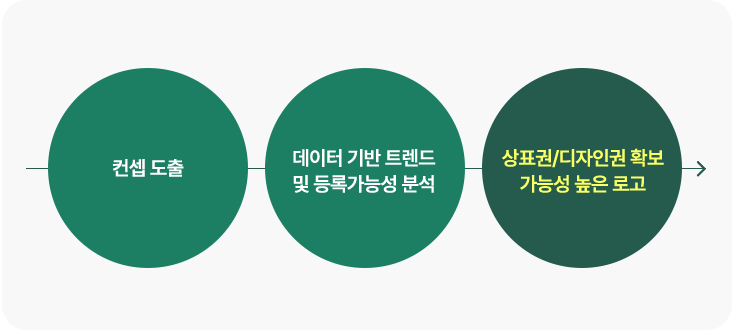 컨셉 도출
데이터 기반 트렌드
및 등록가능성 분석
상표권/디자인권 확보
가능성 높은 로고